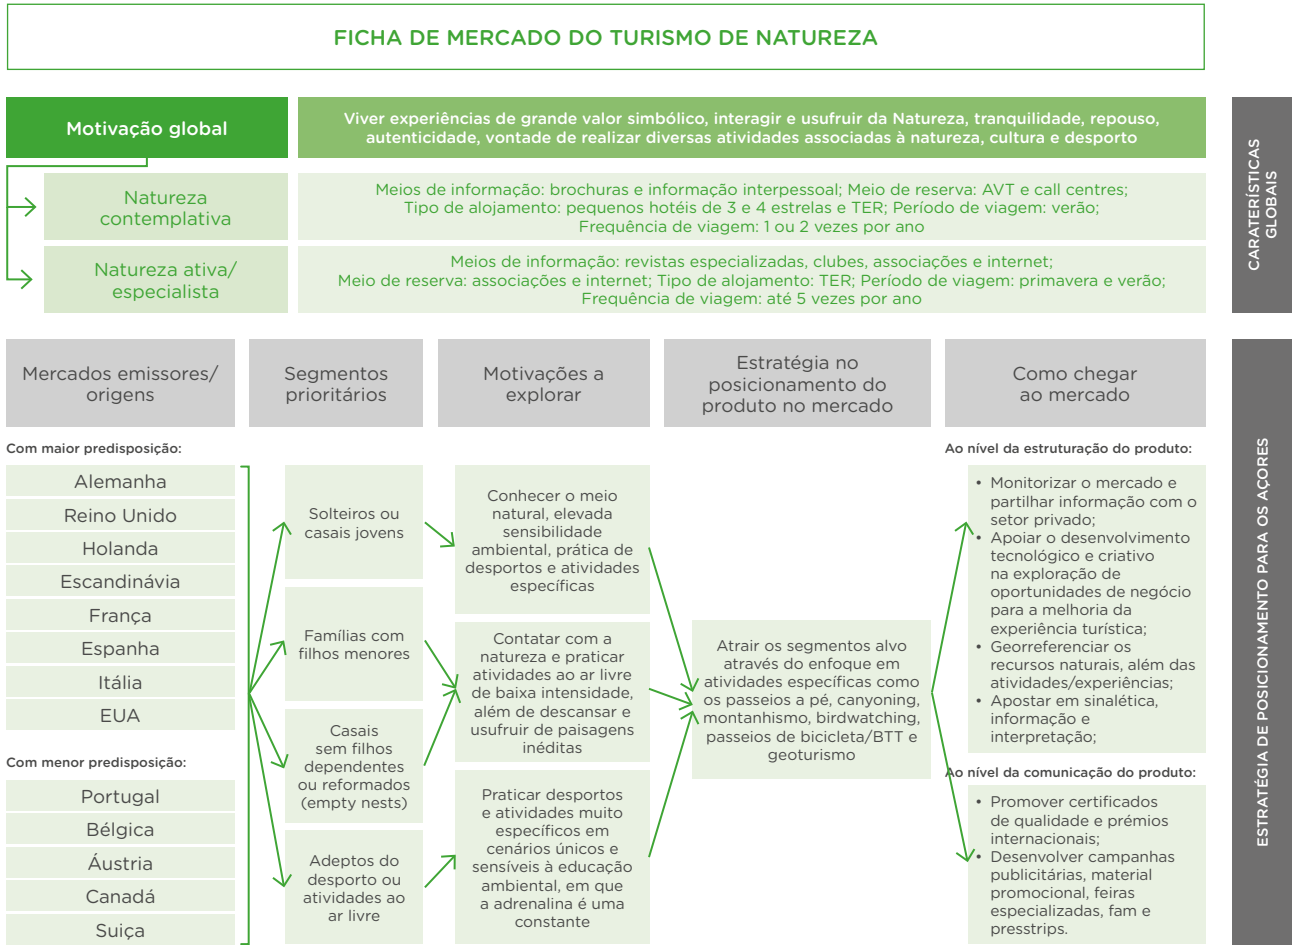 FICHA DE MERCADO DO TURISMO DE NATUREZA
Motivação global
Viver experiências de grande valor simbólico, interagir e usufruir da Natureza, tranquilidade, repouso,
autenticidade, vontade de realizar diversas atividades associadas à natureza, cultura e desporto
Natureza
contemplativa
Meios de informação: brochuras e informação interpessoal; Meio de reserva: AVT e call centres;
Tipo de alojamento: pequenos hotéis de 3 e 4 estrelas e TER; Período de viagem: verão;
Frequência de viagem: 1 ou 2 vezes por ano
Natureza ativa/
especialista
Meios de informação: revistas especializadas, clubes, associações e internet;
Meio de reserva: associações e internet; Tipo de alojamento: TER; Período de viagem: primavera e verão;
Frequência de viagem: até 5 vezes por ano
CARATERÍSTICAS
GLOBAIS
Mercados emissores/
origens
Segmentos
prioritários
Motivações a
explorar
Estratégia no
posicionamento do
produto no mercado
Como chegar
ao mercado
Com maior predisposição:
Alemanha
Reino Unido
Holanda
Escandinávia
França
Espanha
Itália
EUA
Com menor predisposição:
Portugal
Bélgica
Áustria
Canadá
Suiça
Solteiros ou
casais jovens
Famílias com
filhos menores
Casais
sem filhos
dependentes
ou reformados
(empty nests)
Adeptos do
desporto ou
atividades ao
ar livre
Conhecer o meio
natural, elevada
sensibilidade
ambiental, prática de
desportos e atividades
específicas
Contatar com a
natureza e praticar
atividades ao ar livre
de baixa intensidade,
além de descansar e
usufruir de paisagens
inéditas
Praticar desportos
e atividades muito
específicos em
cenários únicos e
sensíveis à educação
ambiental, em que
a adrenalina é uma
constante
Atrair os segmentos alvo
através do enfoque em
atividades específicas como
os passeios a pé, canyoning,
montanhismo, birdwatching,
passeios de bicicleta/BTT e
geoturismo
Ao nível da estruturação do produto:
• Monitorizar o mercado e
partilhar informação com o
setor privado;
• Apoiar o desenvolvimento
tecnológico e criativo
na exploração de
oportunidades de negócio
para a melhoria da
experiência turística;
• Georreferenciar os
recursos naturais, além das
atividades/experiências;
• Apostar em sinalética,
informação e
interpretação;
Ao nível da comunicação do produto:
• Promover certificados
de qualidade e prémios
internacionais;
• Desenvolver campanhas
publicitárias, material
promocional, feiras
especializadas, fam e
presstrips.
ESTRATÉGIA DE POSICIONAMENTO PARA OS AÇORES